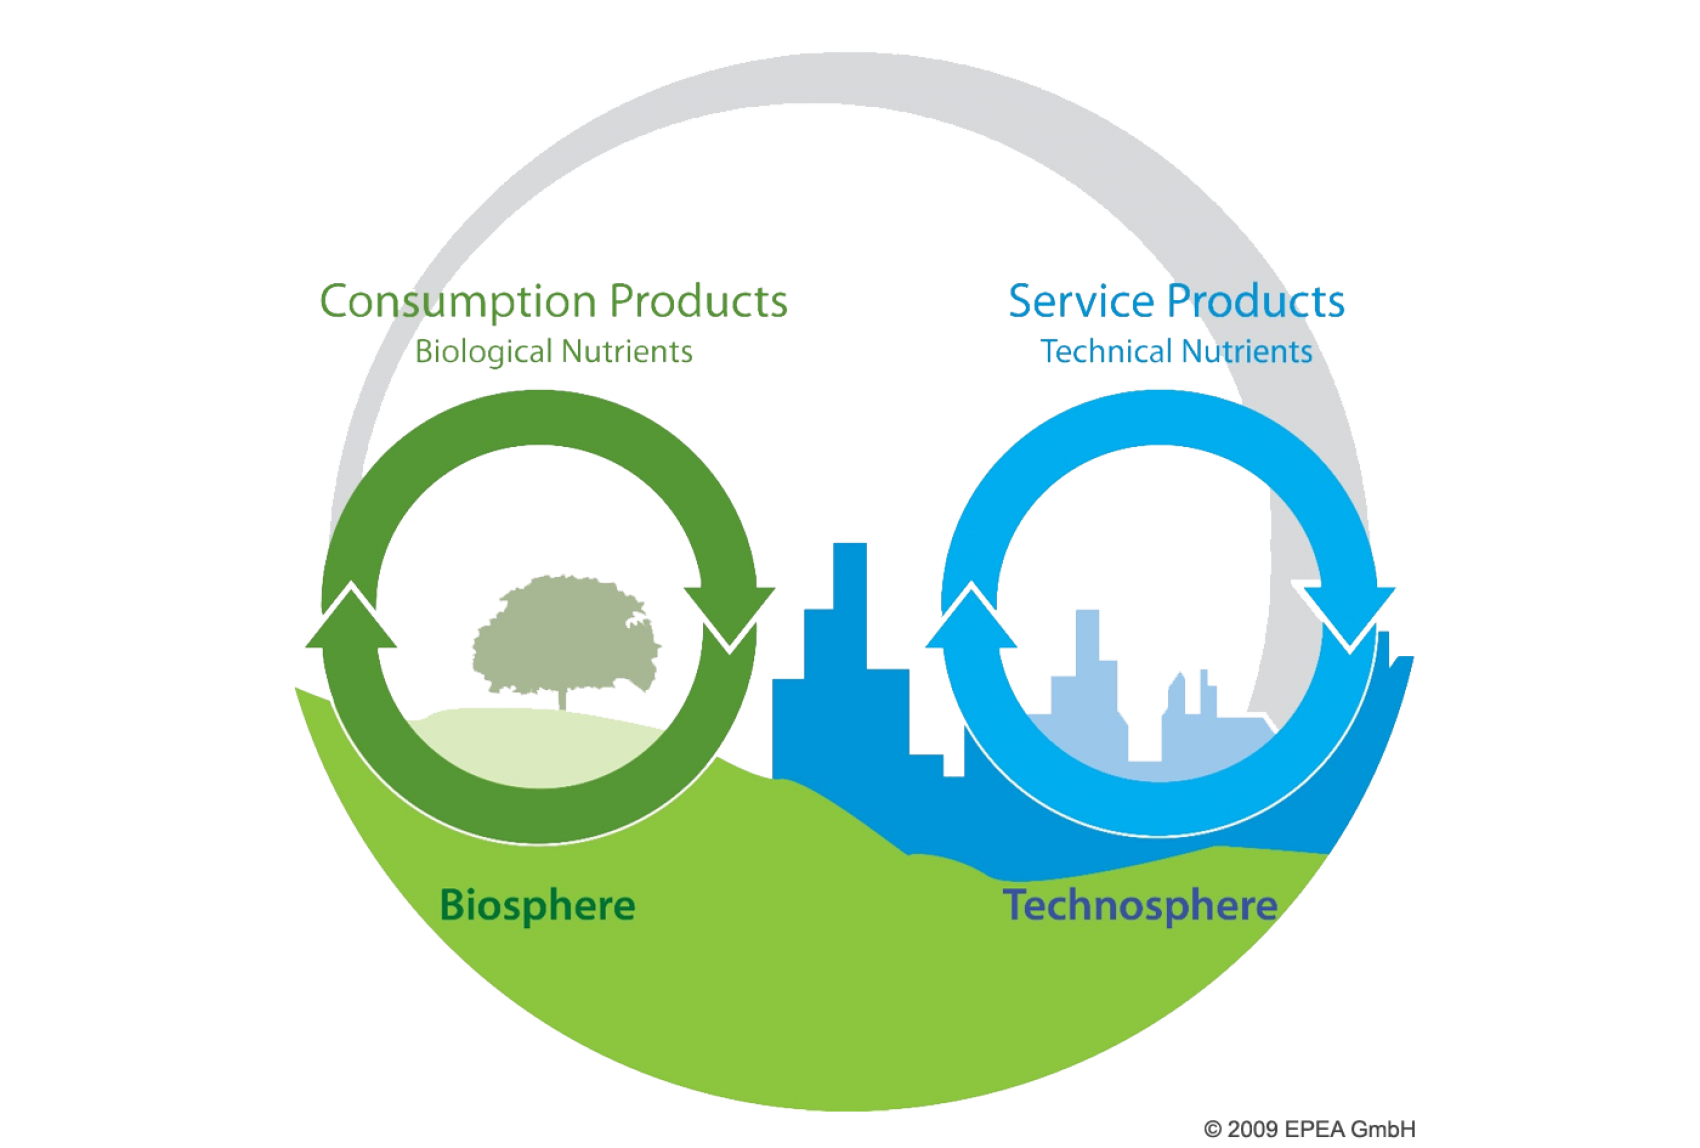 Consumption Products
Biological Nutrients
Service Products
Technical Nutrients
Biosphere
Technosphere
© 2009 EPEA GmbH